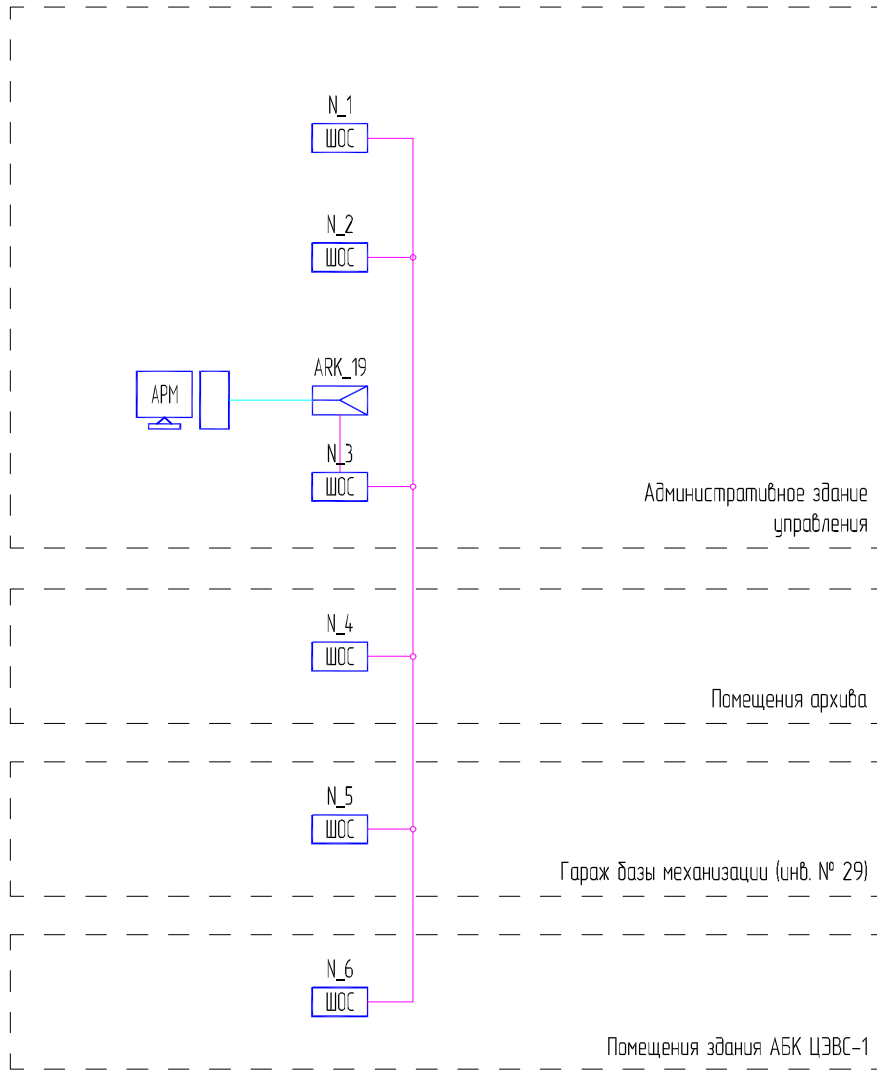 N_1
ШОС
N_2
ШОС
ARK_19
АРМ
N_3
ШОС
Административное здание
управления
N_4
ШОС
Помещения архива
N_5
ШОС
Гараж базы механизации (инв. № 29)
N_6
ШОС
Помещения здания АБК ЦЭВС-1